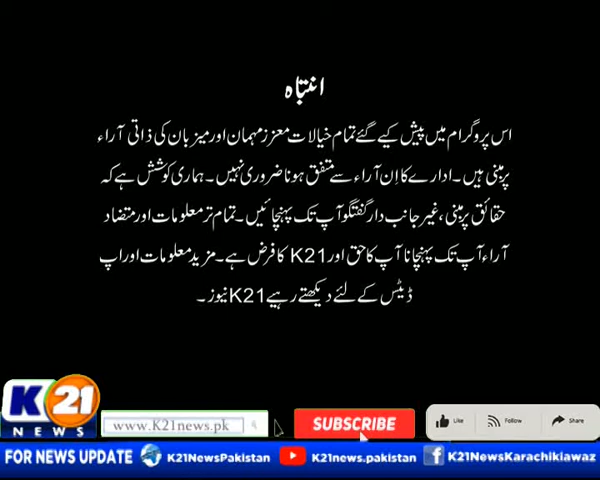 انتباہ
اس پروگرام میں پیش کیے گئے تمام خیالات معزز مہمان اور میزبان کی ذاتی آراء
پر مبنی ہیں۔ ادارے کا اِن آراء سے متفق ہونا ضروری نہیں۔ ہماری کوشش ہے کہ
حقائق پر مبنی، غیر جانب دار گفتگو آپ تک پہنچائیں۔ تمام تر معلومات اور متضاد
آراء آپ تک پہنچانا آپ کا حق اور K21 کا فرض ہے۔ مزید معلومات اور اپ
ڈیٹس کے لئے دیکھتے رہیے K21 نیوز۔
K21
NEWS
www.K21news.pk
SUBSCRIBE
Like
Follow
Share
FOR NEWS UPDATE
K21NewsPakistan
K21news.pakistan
K21NewsKarachikiawaz